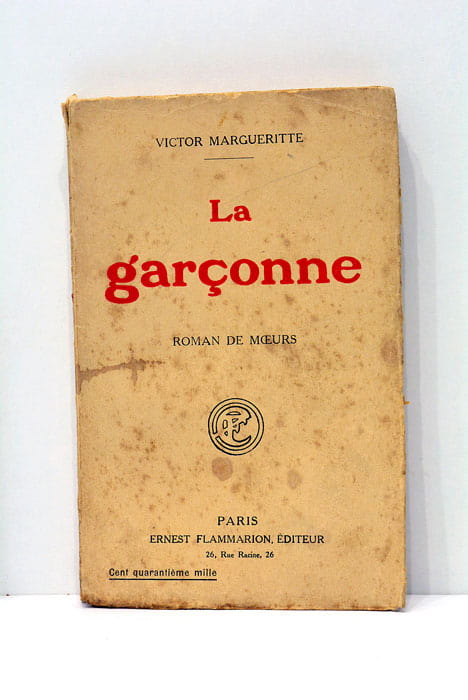 VICTOR MARGUERITTE
La
garçonne
ROMAN DE MŒURS
PARIS
ERNEST FLAMMARION, ÉDITEUR
26, Rue Racine, 26
Cent quarantième mille